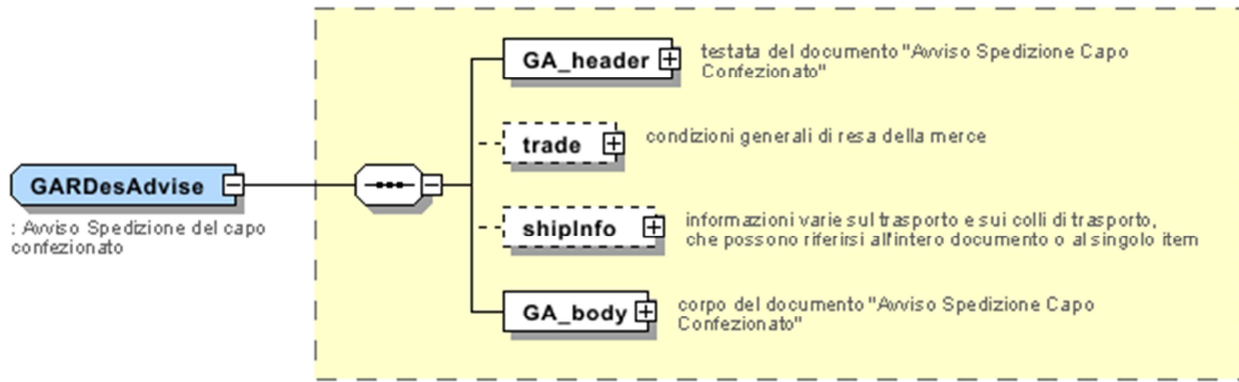 GA_header
testata del documento "Avviso Spedizione Capo
Confezionato"
trade
condizioni generali di resa della merce
GARDesAdvise
: Avviso Spedizione del capo
confezionato
shipInfo
informazioni varie sul trasporto e sui colli di trasporto,
che possono riferirsi all'intero documento o al singolo item
GA_body
corpo del documento "Avviso Spedizione Capo
Confezionato"